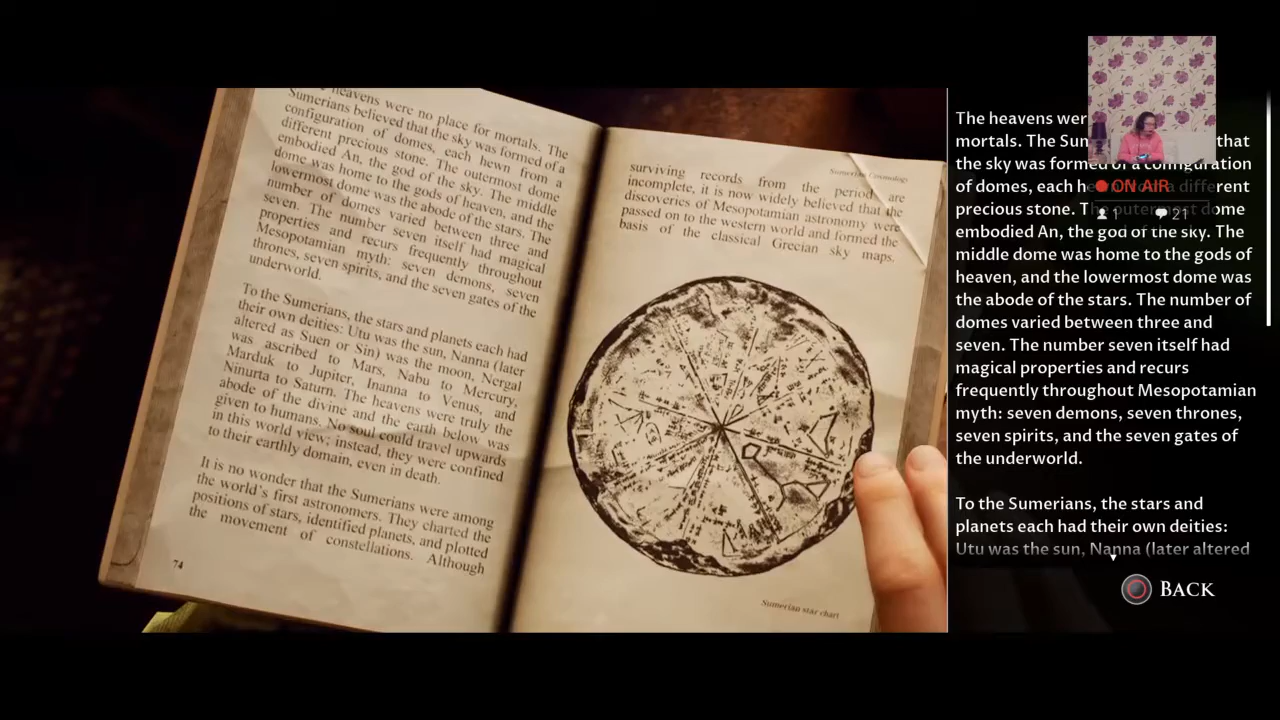 heavens were no place for mortals. The
Sumerians believed that the sky was formed of a
configuration of domes, each hewn from a
different precious stone. The outermost dome
embodied An, the god of the sky. The middle
dome was home to the gods of heaven, and the
lowermost dome was the abode of the stars. The
number of domes varied between three and
seven. The number seven itself had magical
properties and recurs frequently throughout
Mesopotamian myth: seven demons, seven
thrones, seven spirits, and the seven gates of the
underworld.
To the Sumerians, the stars and planets each had
their own deities: Utu was the sun, Nanna (later
altered as Suen or Sin) was the moon, Nergal
was ascribed to Mars, Nabu to Mercury,
Marduk to Jupiter, Inanna to Venus, and
Ninurta to Saturn. The heavens were truly the
abode of the divine and the earth below was
given to humans. No soul could travel upwards
in this world view; instead, they were confined
to their earthly domain, even in death.
It is no wonder that the Sumerians were among
the world's first astronomers. They charted the
positions of stars, identified planets, and plotted
the movement of constellations. Although
74
Sumerian Cosmology
surviving records from the period are
incomplete, it is now widely believed that the
discoveries of Mesopotamian astronomy were
passed on to the western world and formed the
basis of the classical Grecian sky maps.
Sumerian star chart
The heavens wer
mortals. The Sum that
the sky was formed of a configuration
of domes, each he a different
precious stone. The outermost dome
embodied An, the god of the sky. The
middle dome was home to the gods of
heaven, and the lowermost dome was
the abode of the stars. The number of
domes varied between three and
seven. The number seven itself had
magical properties and recurs
frequently throughout Mesopotamian
myth: seven demons, seven thrones,
seven spirits, and the seven gates of
the underworld.
To the Sumerians, the stars and
planets each had their own deities:
Utu was the sun, Nanna (later altered
ON AIR
1 21
BACK